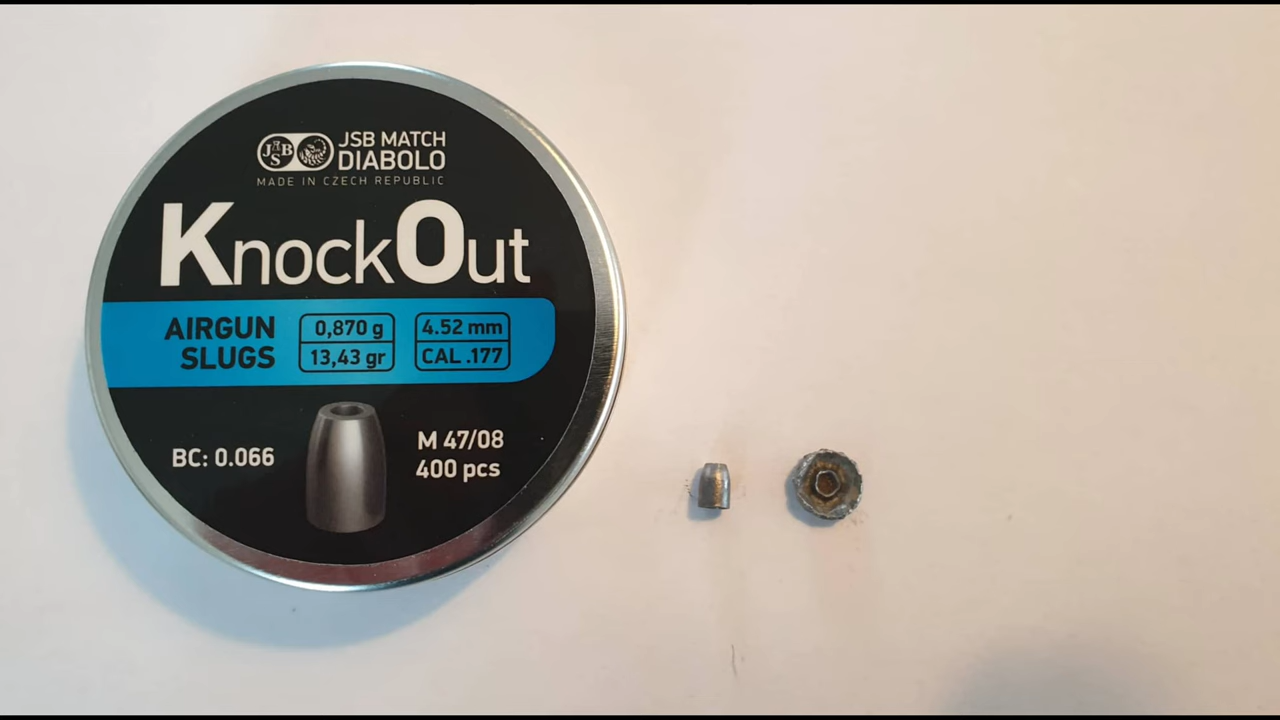 JSB
JSB MATCH
DIABOLO
MADE IN CZECH REPUBLIC
KnockOut
AIRGUN
SLUGS
0,870 g
13,43 gr
4.52 mm
CAL .177
BC: 0.066
M 47/08
400 pcs